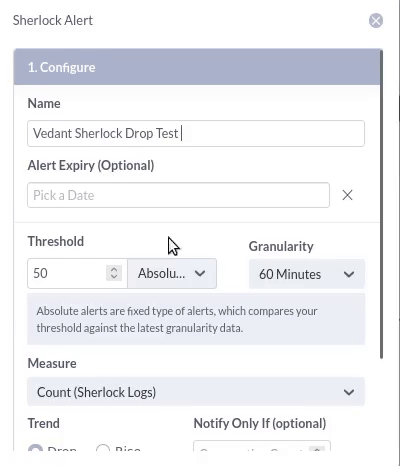 Sherlock Alert
1. Configure
Name
Vedant Sherlock Drop Test
Alert Expiry (Optional)
Pick a Date
Threshold
Granularity
50
Absolu...
60 Minutes
Absolute alerts are fixed type of alerts, which compares your
threshold against the latest granularity data.
Measure
Count (Sherlock Logs)
Trend
Notify Only If (optional)
Drop
Rise